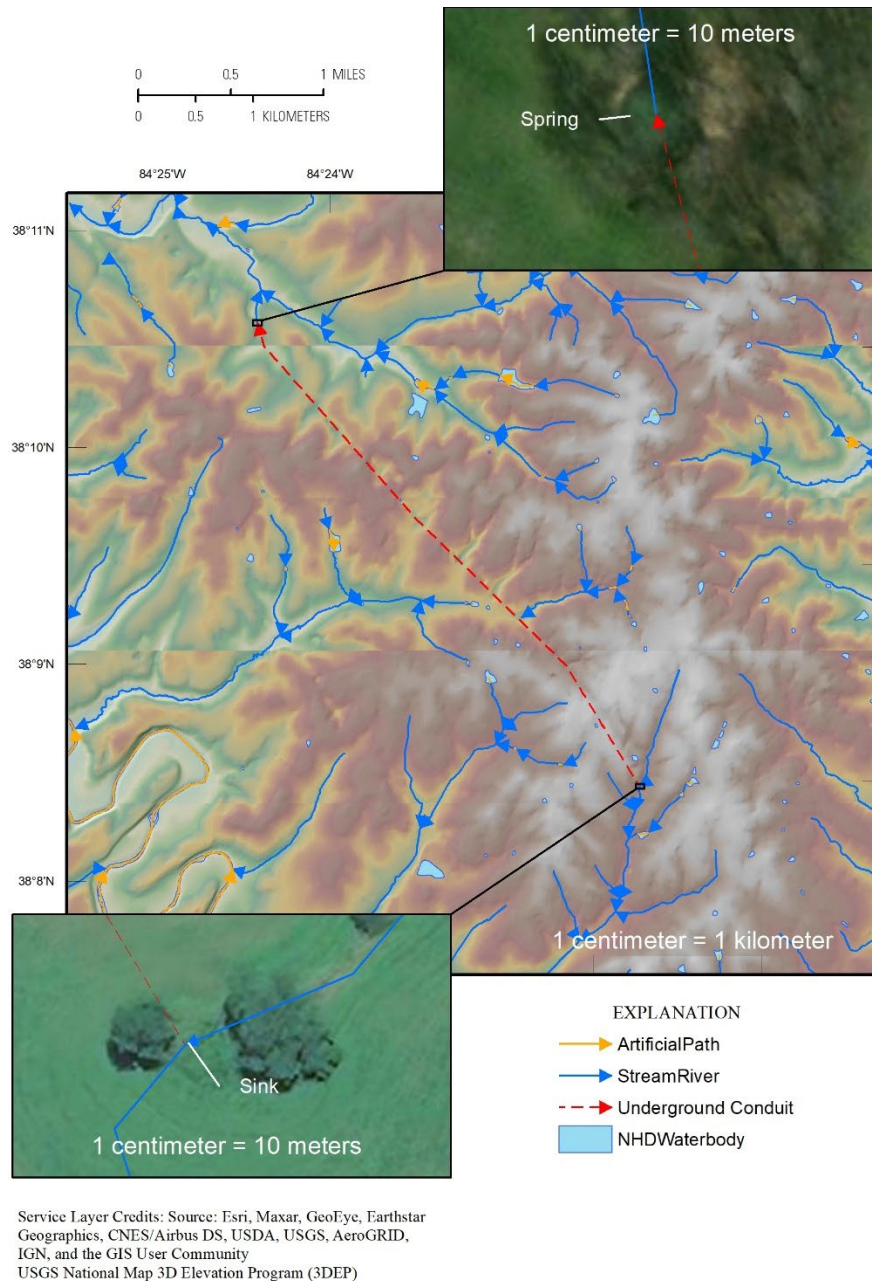 1 centimeter = 10 meters
Spring
0 0.5 1 MILES
0 0.5 1 KILOMETERS
84°25'W 84°24'W
38°11'N
38°10'N
38°9'N
38°8'N
1 centimeter = 1 kilometer
Sink
1 centimeter = 10 meters
EXPLANATION
ArtificialPath
StreamRiver
Underground Conduit
NHDWaterbody
Service Layer Credits: Source: Esri, Maxar, GeoEye, Earthstar
Geographics, CNES/Airbus DS, USDA, USGS, AeroGRID,
IGN, and the GIS User Community
USGS National Map 3D Elevation Program (3DEP)